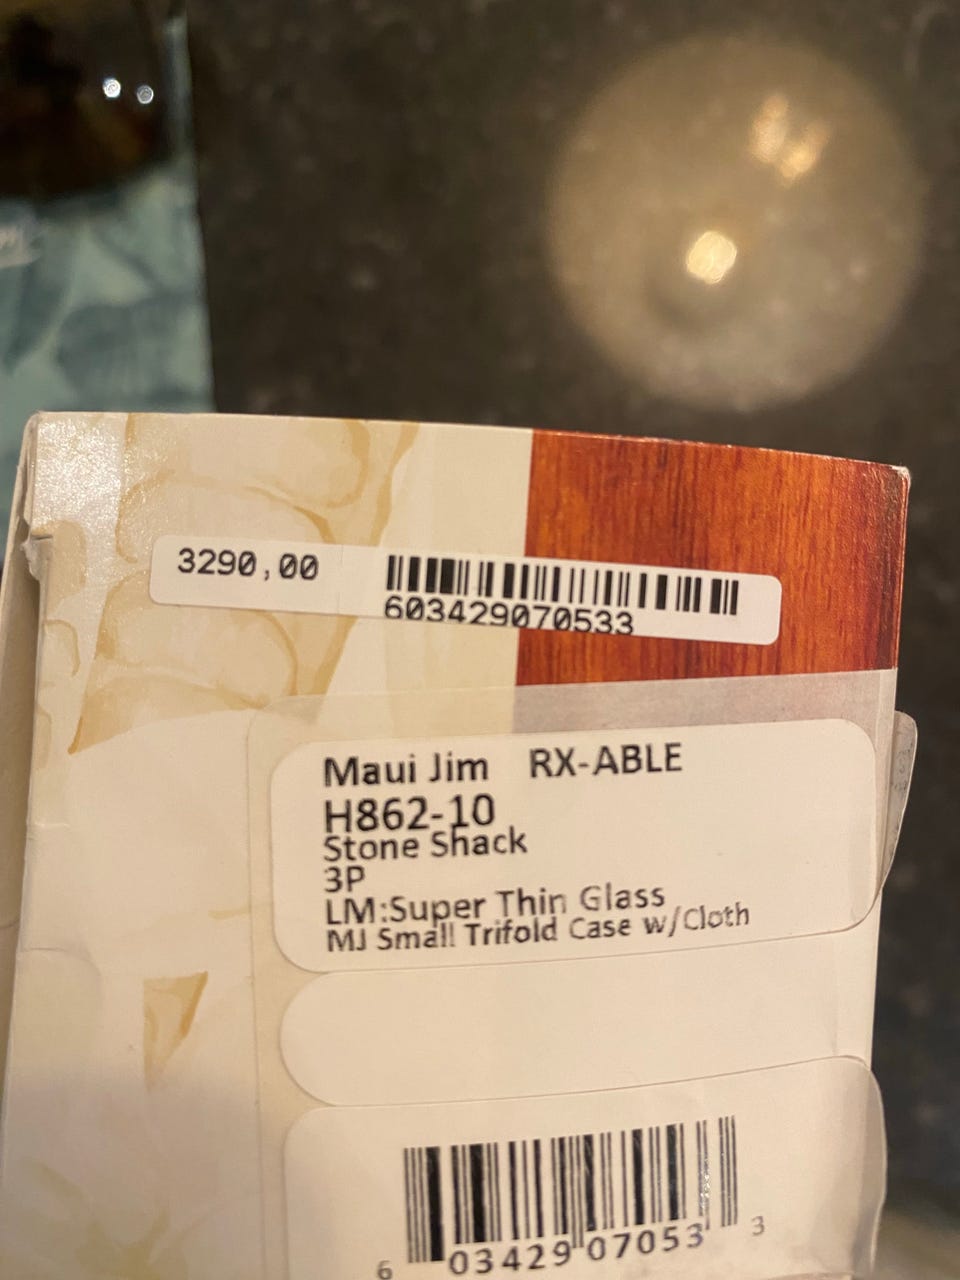 3290,00
603429070533
Maui Jim RX-ABLE
H862-10
Stone Shack
3P
LM:Super Thin Glass
MJ Small Trifold Case w/Cloth
6 03429 07053 3